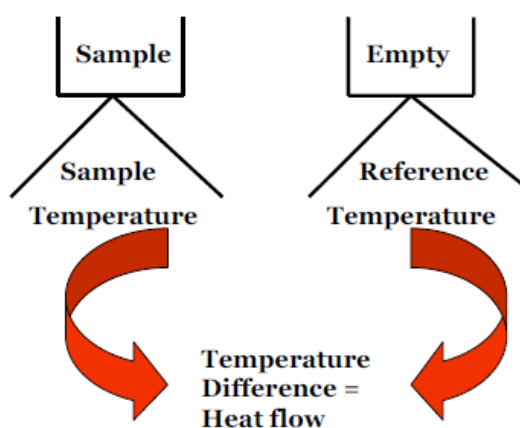 Sample
Empty
Sample
Temperature
Reference
Temperature
Temperature
Difference =
Heat flow